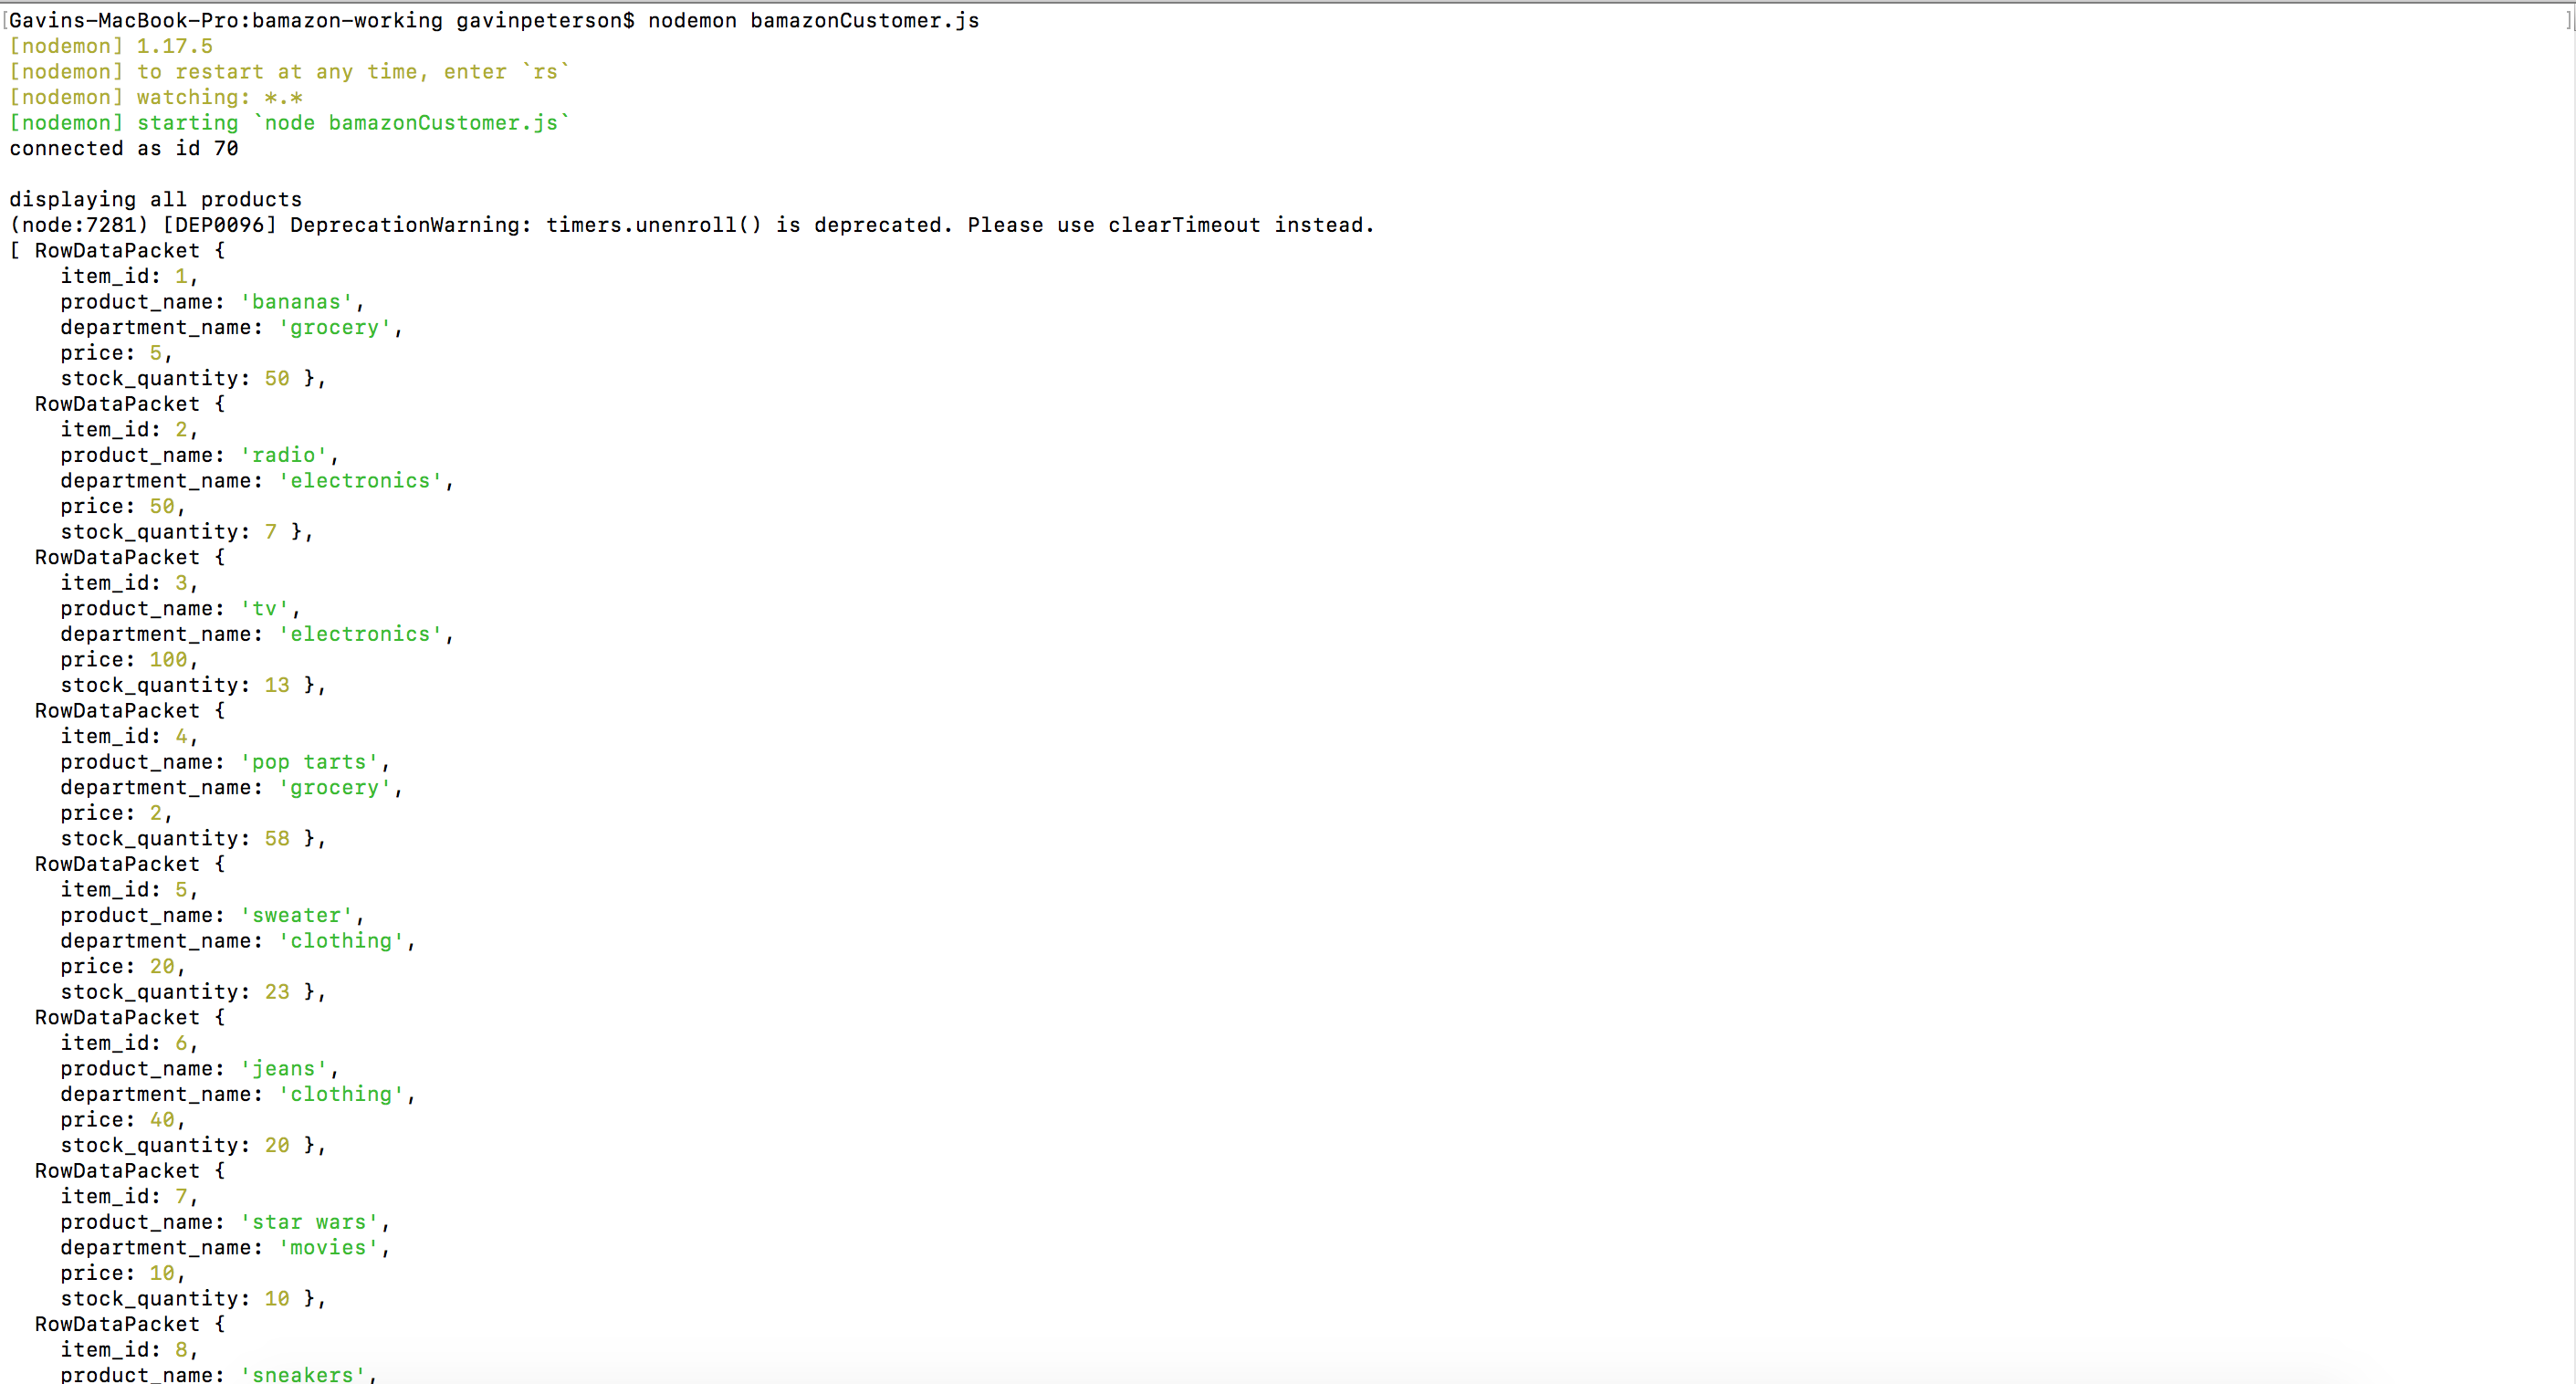 [Gavins-MacBook-Pro:bamazon-working gavinpeterson$ nodemon bamazonCustomer.js ]
[nodemon] 1.17.5
[nodemon] to restart at any time, enter `rs`
[nodemon] watching: *.*
[nodemon] starting `node bamazonCustomer.js`
connected as id 70

displaying all products
(node:7281) [DEP0096] DeprecationWarning: timers.unenroll() is deprecated. Please use clearTimeout instead.
[ RowDataPacket {
    item_id: 1,
    product_name: 'bananas',
    department_name: 'grocery',
    price: 5,
    stock_quantity: 50 },
  RowDataPacket {
    item_id: 2,
    product_name: 'radio',
    department_name: 'electronics',
    price: 50,
    stock_quantity: 7 },
  RowDataPacket {
    item_id: 3,
    product_name: 'tv',
    department_name: 'electronics',
    price: 100,
    stock_quantity: 13 },
  RowDataPacket {
    item_id: 4,
    product_name: 'pop tarts',
    department_name: 'grocery',
    price: 2,
    stock_quantity: 58 },
  RowDataPacket {
    item_id: 5,
    product_name: 'sweater',
    department_name: 'clothing',
    price: 20,
    stock_quantity: 23 },
  RowDataPacket {
    item_id: 6,
    product_name: 'jeans',
    department_name: 'clothing',
    price: 40,
    stock_quantity: 20 },
  RowDataPacket {
    item_id: 7,
    product_name: 'star wars',
    department_name: 'movies',
    price: 10,
    stock_quantity: 10 },
  RowDataPacket {
    item_id: 8,
    product_name: 'sneakers',